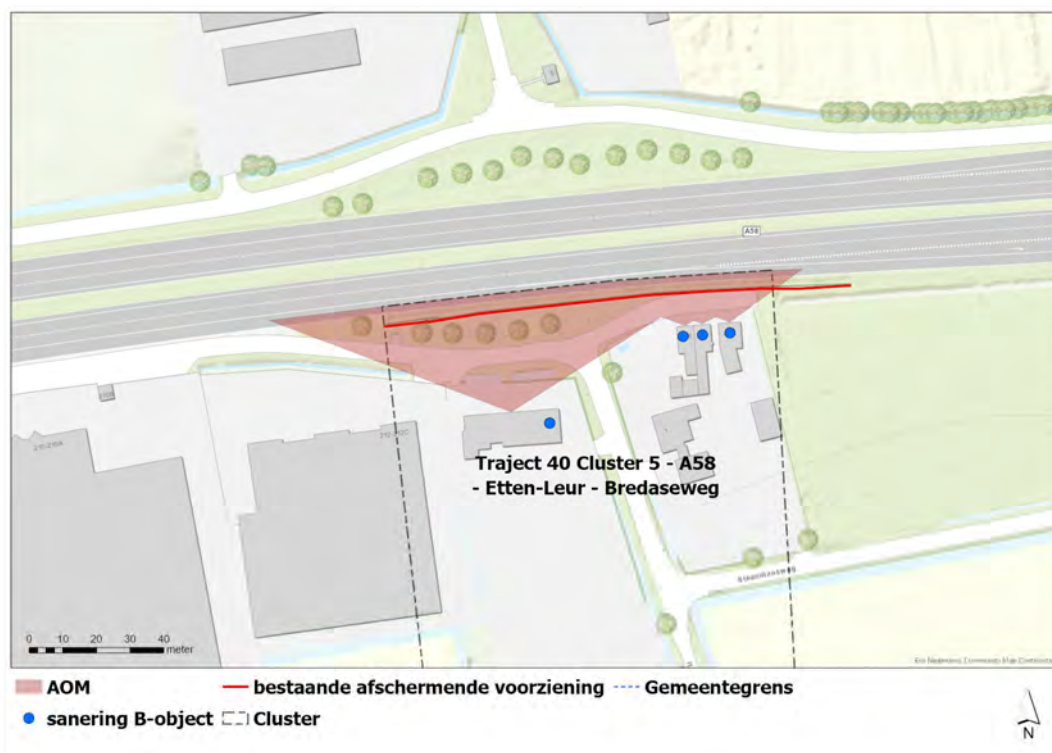 A58
Traject 40 Cluster 5 - A58
- Etten-Leur - Bredaseweg
0 10 20 30 40
meter
AOM
bestaande afschermende voorziening
Gemeentegrens
sanering B-object
Cluster
N